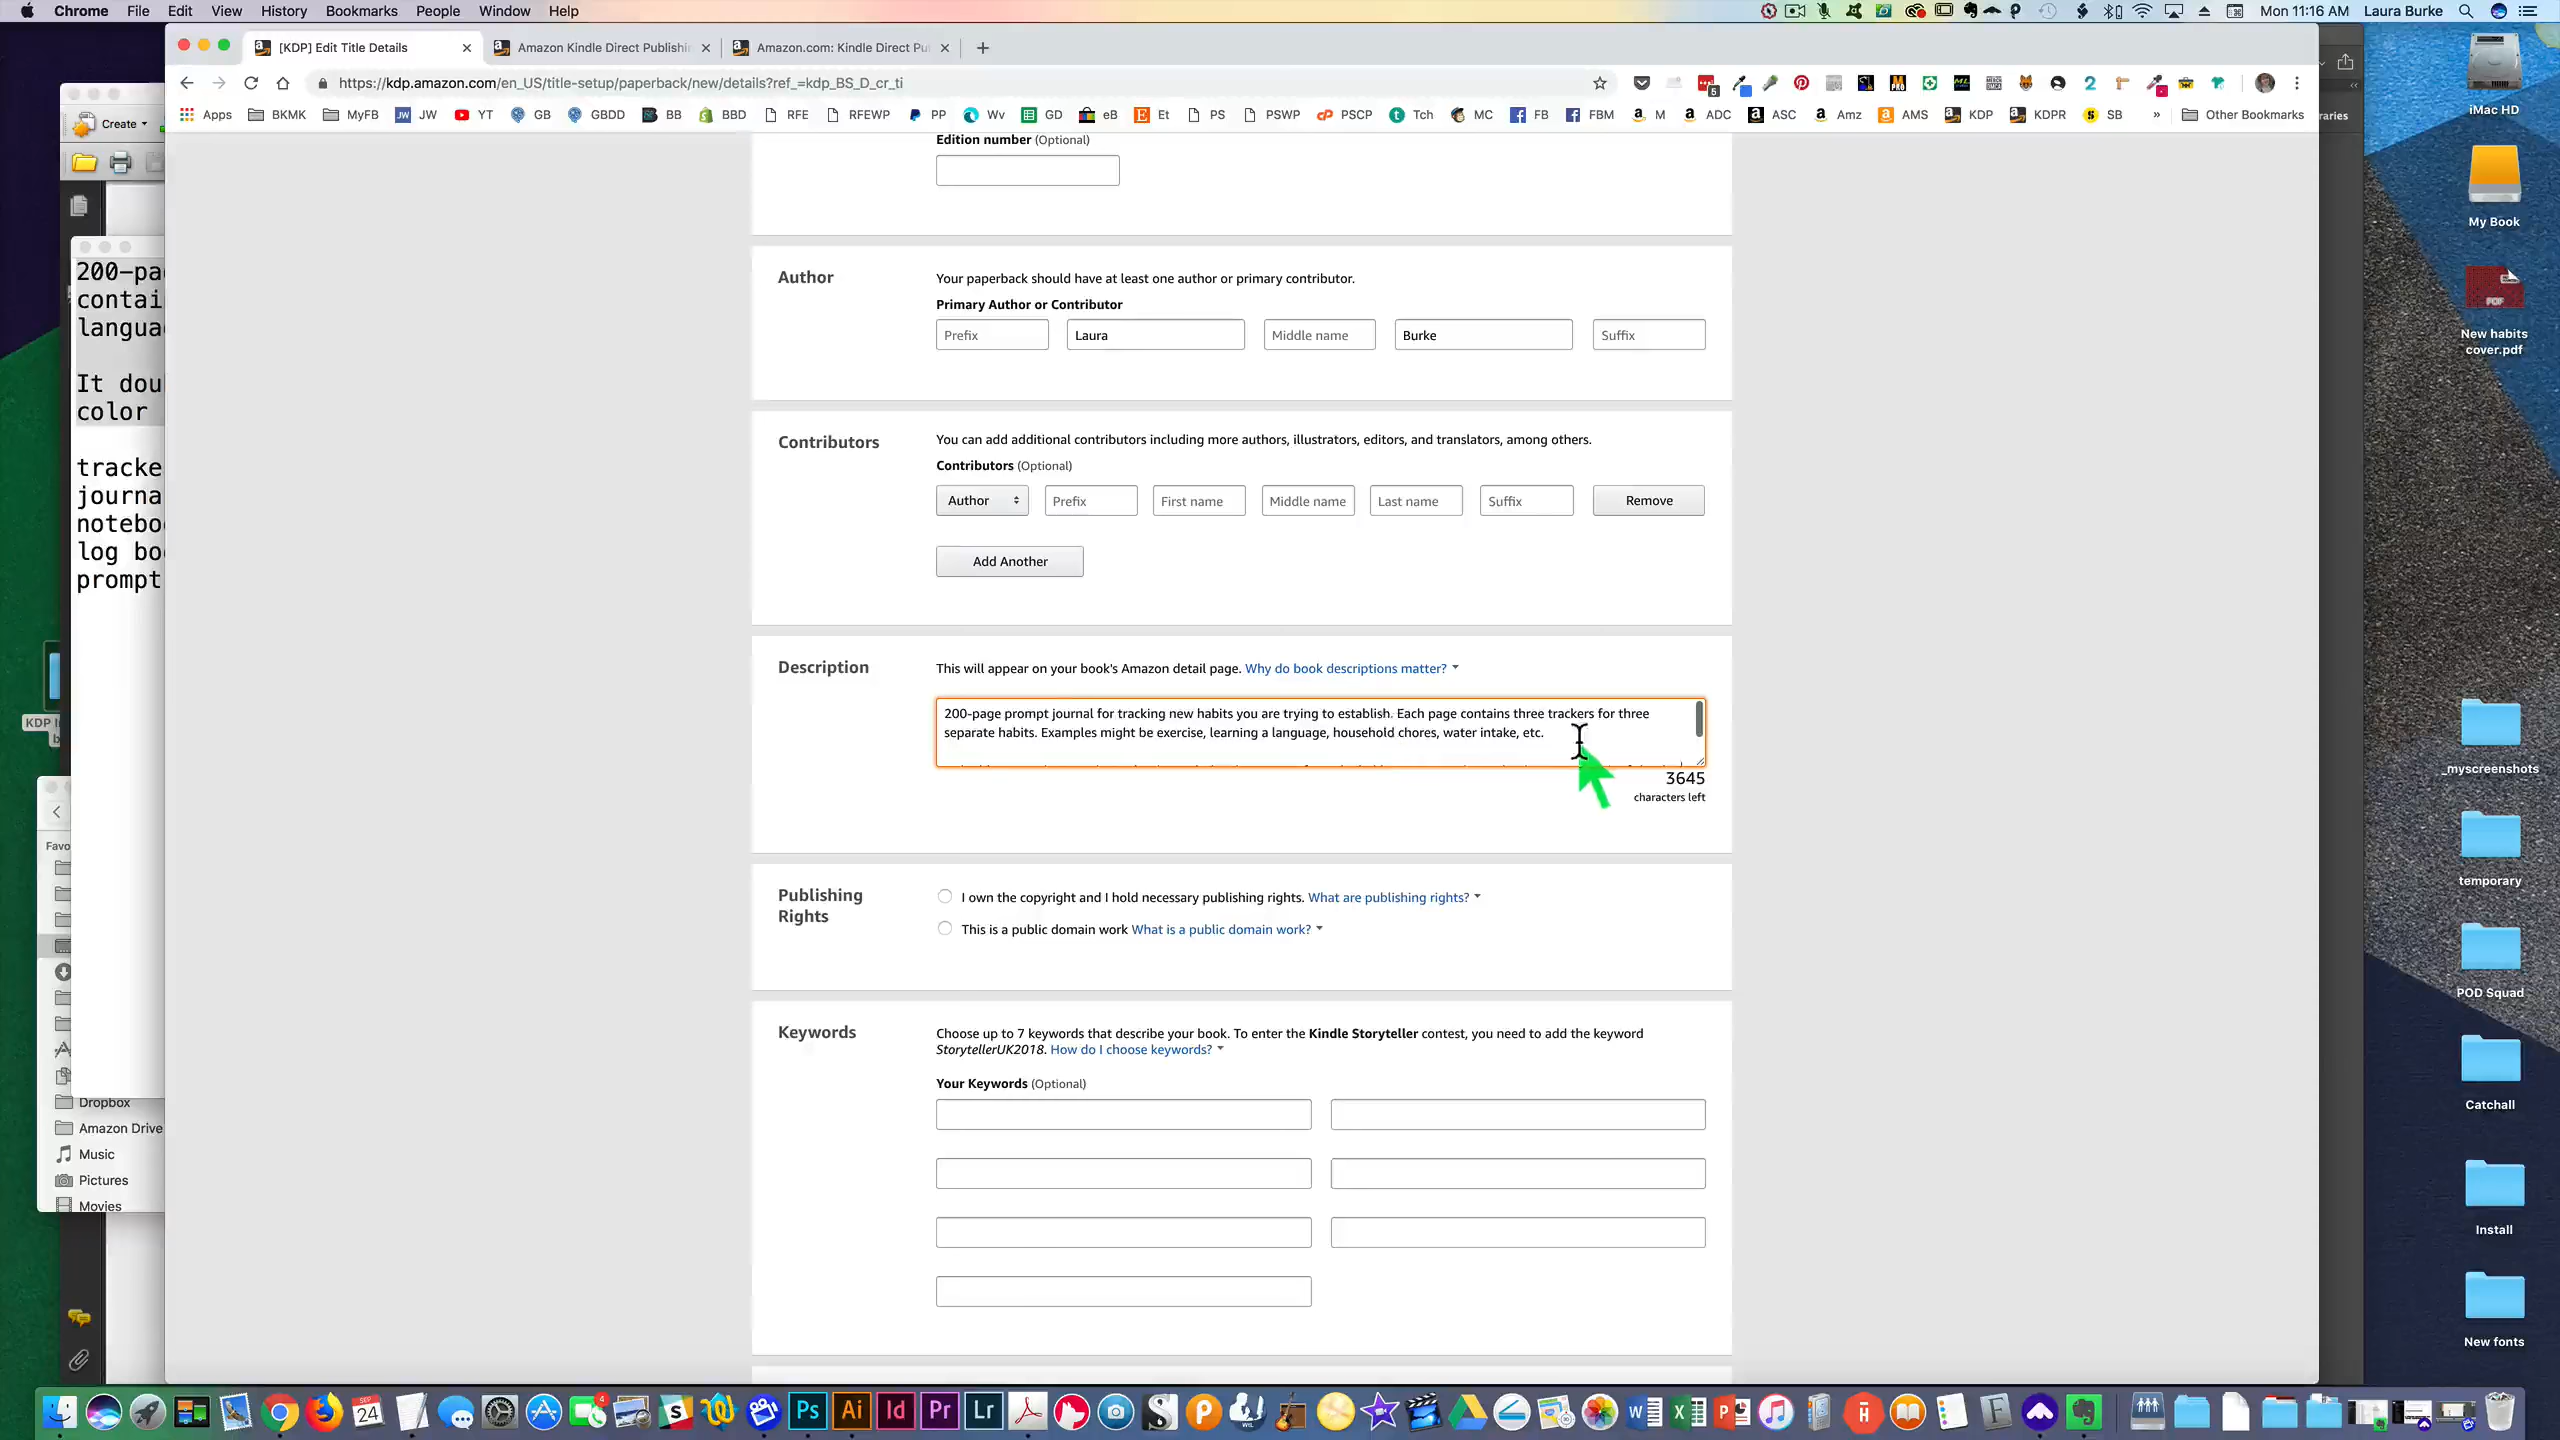 Chrome File Edit View History Bookmarks People Window Help
Mon 11:16 AM Laura Burke
[KDP] Edit Title Details
Amazon Kindle Direct Publishi
Amazon.com: Kindle Direct Pu
https://kdp.amazon.com/en_US/title-setup/paperback/new/details?ref_=kdp_BS_D_cr_ti
Apps BKMK MyFB JW YT GB GBDD BB BBD RFE RFEWP PP Wv GD eB Et PS PSWP PSCP Tch MC FB FBM M ADC ASC Amz AMS KDP KDPR SB » Other Bookmarks
raries
Create
200-pa
contai
langua
It dou
color
tracke
journa
notebo
log bo
prompt
KDP I
Favo
Dropbox
Amazon Drive
Music
Pictures
Movies
Edition number (Optional)
Author
Your paperback should have at least one author or primary contributor.
Primary Author or Contributor
Prefix Laura Middle name Burke Suffix
Contributors
You can add additional contributors including more authors, illustrators, editors, and translators, among others.
Contributors (Optional)
Author Prefix First name Middle name Last name Suffix Remove
Add Another
Description
This will appear on your book's Amazon detail page. Why do book descriptions matter?
200-page prompt journal for tracking new habits you are trying to establish. Each page contains three trackers for three
separate habits. Examples might be exercise, learning a language, household chores, water intake, etc.
3645
characters left
Publishing
Rights
I own the copyright and I hold necessary publishing rights. What are publishing rights?
This is a public domain work What is a public domain work?
Keywords
Choose up to 7 keywords that describe your book. To enter the Kindle Storyteller contest, you need to add the keyword
StorytellerUK2018. How do I choose keywords?
Your Keywords (Optional)
iMac HD
My Book
PDF
New habits
cover.pdf
_myscreenshots
temporary
POD Squad
Catchall
Install
New fonts
SEP
24
Ps Ai Id Pr Lr